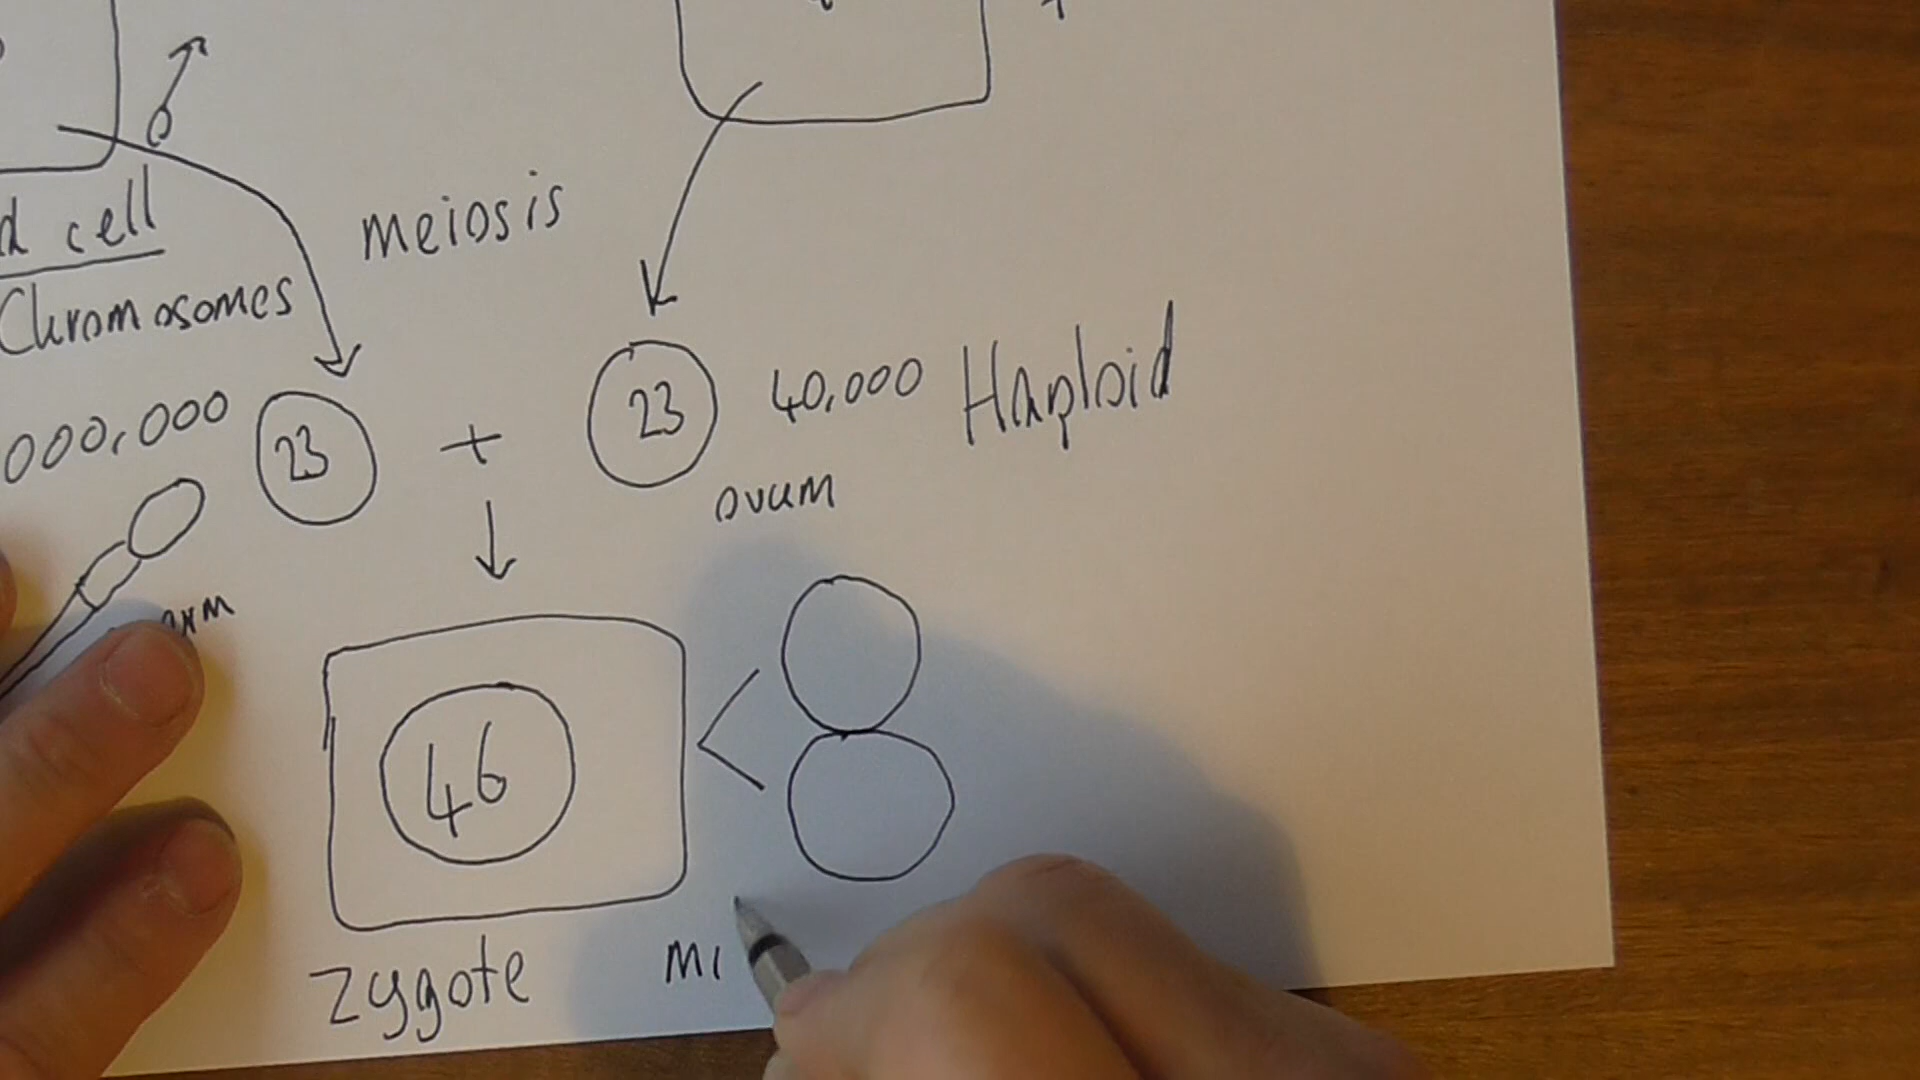 meiosis
d cell
Chromosomes
000,000
23
+
23
40,000
Haploid
ovum
46
zygote
mi